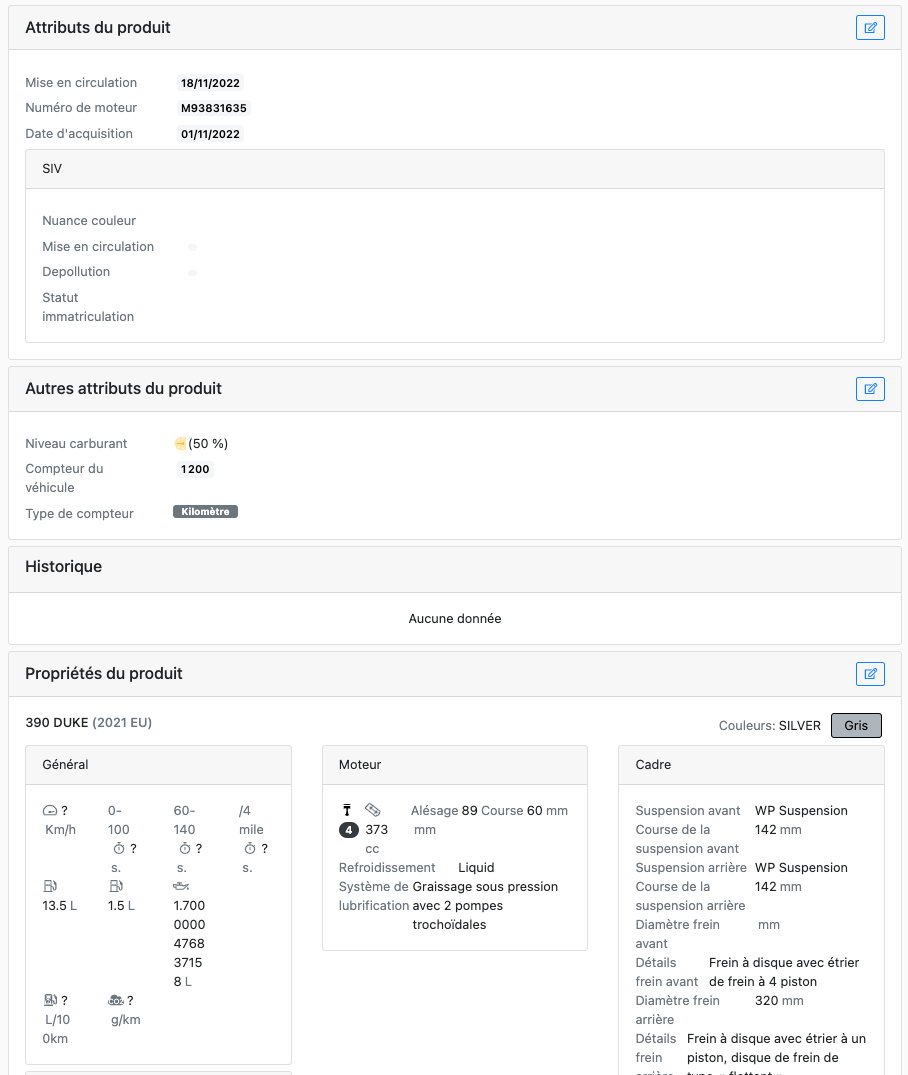 Attributs du produit
Mise en circulation 18/11/2022
Numéro de moteur M93831635
Date d'acquisition 01/11/2022
SIV
Nuance couleur
Mise en circulation
Depollution
Statut
immatriculation
Autres attributs du produit
Niveau carburant (50 %)
Compteur du 1 200
véhicule
Type de compteur Kilomètre
Historique
Aucune donnée
Propriétés du produit
390 DUKE (2021 EU)
Couleurs: SILVER Gris
Général
?
Km/h
0-
100
?
s.
60-
140
?
s.
/4
mile
?
s.
13.5 L
1.5 L
1.700
0000
4768
3715
8 L
?
L/10
0km
?
g/km
Moteur
4
373
cc
Alésage 89
mm
Course 60 mm
Refroidissement Liquid
Système de Graissage sous pression
lubrification avec 2 pompes
trochoïdales
Cadre
Suspension avant WP Suspension
Course de la 142 mm
suspension avant
Suspension arrière WP Suspension
Course de la 142 mm
suspension arrière
Diamètre frein mm
avant
Détails Frein à disque avec étrier
frein avant de frein à 4 piston
Diamètre frein 320 mm
arrière
Détails Frein à disque avec étrier à un
frein piston, disque de frein de